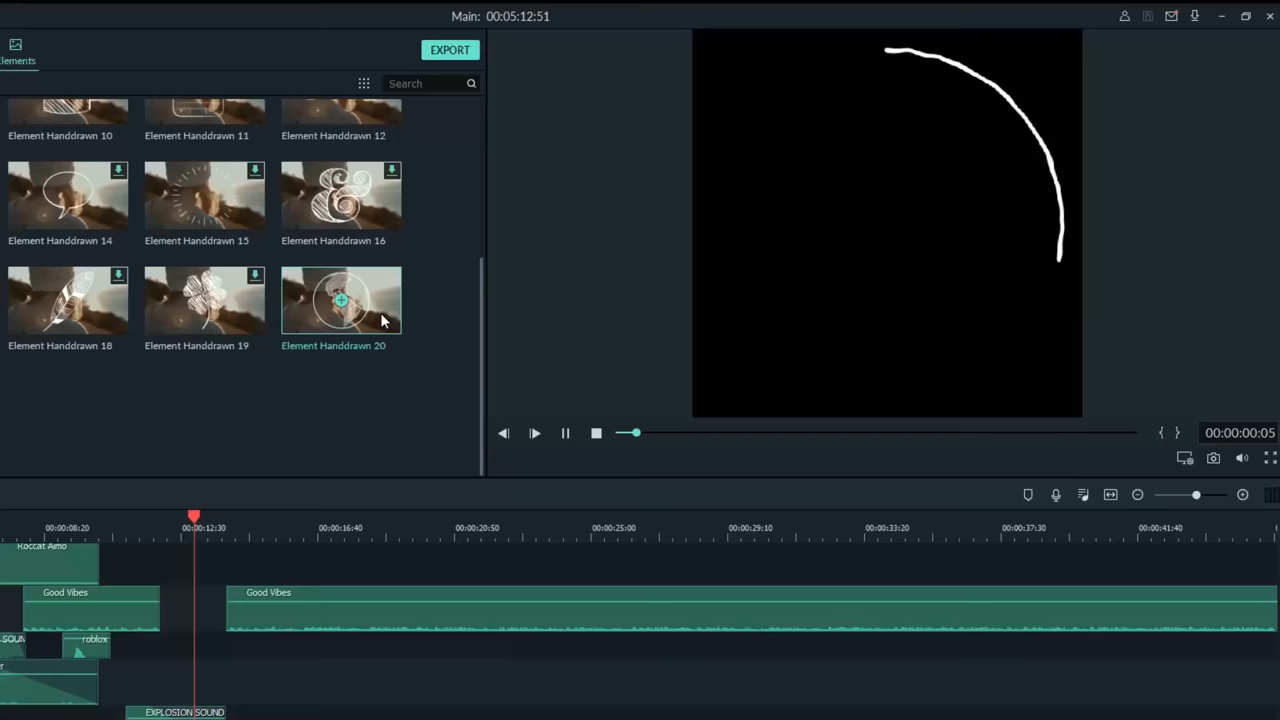 Main: 00:05:12:51
Elements
EXPORT
Search
Element Handdrawn 10
Element Handdrawn 11
Element Handdrawn 12
Element Handdrawn 14
Element Handdrawn 15
Element Handdrawn 16
Element Handdrawn 18
Element Handdrawn 19
Element Handdrawn 20
{ }
00:00:00:05
00:00:08:20
00:00:12:30
00:00:16:40
00:00:20:50
00:00:25:00
00:00:29:10
00:00:33:20
00:00:37:30
00:00:41:40
Roccat Aimo
Good Vibes
Good Vibes
SOUN
roblox
r
EXPLOSION SOUND